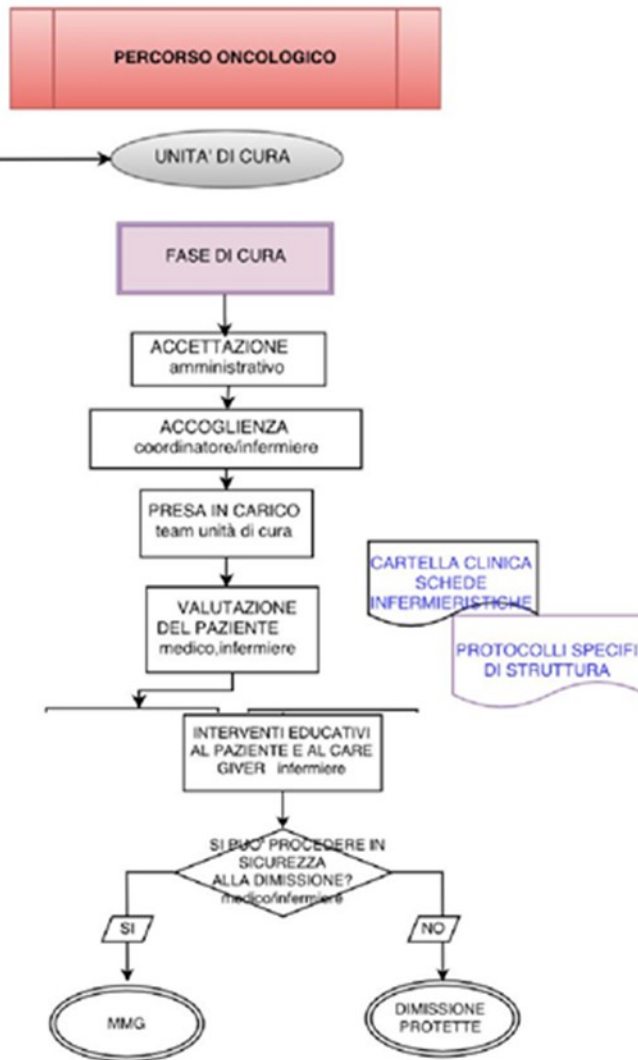 PERCORSO ONCOLOGICO
UNITA' DI CURA
FASE DI CURA
ACCETTAZIONE
amministrativo
ACCOGLIENZA
coordinatore/infermiere
PRESA IN CARICO
team unità di cura
CARTELLA CLINICA
SCHEDE
INFERMIERISTICHE
VALUTAZIONE
DEL PAZIENTE
medico,infermiere
PROTOCOLLI SPECIFI
DI STRUTTURA
INTERVENTI EDUCATIVI
AL PAZIENTE E AL CARE
GIVER infermiere
SI PUO' PROCEDERE IN
SICUREZZA
ALLA DIMISSIONE?
medico/infermiere
SI
NO
MMG
DIMISSIONE
PROTETTE